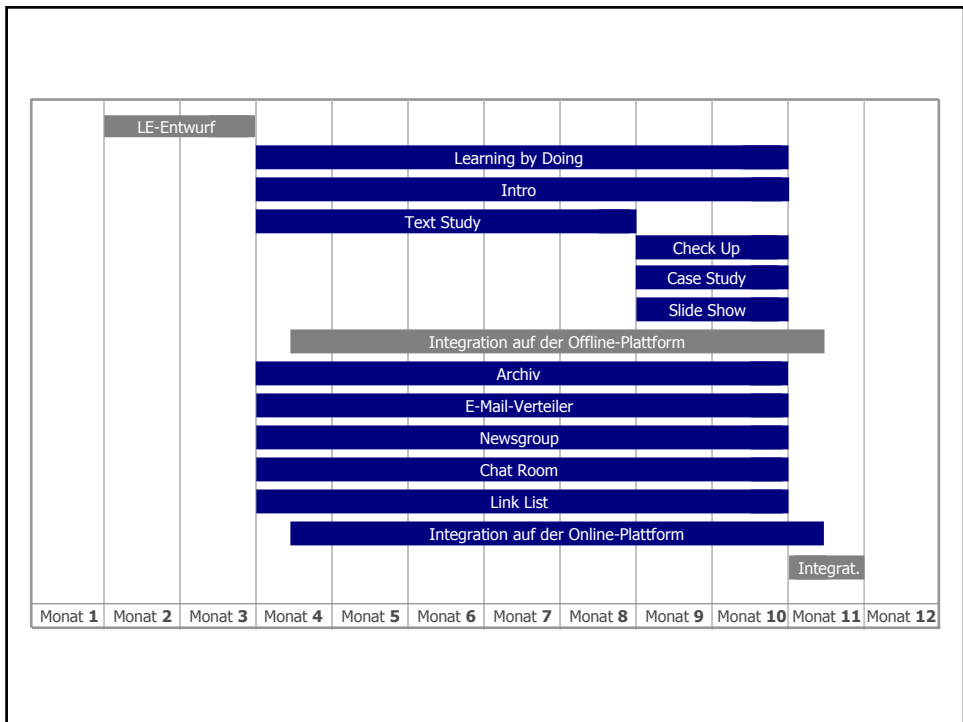 LE-Entwurf
Learning by Doing
Intro
Text Study
Check Up
Case Study
Slide Show
Integration auf der Offline-Plattform
Archiv
E-Mail-Verteiler
Newsgroup
Chat Room
Link List
Integration auf der Online-Plattform
Integrat.
Monat 1 Monat 2 Monat 3 Monat 4 Monat 5 Monat 6 Monat 7 Monat 8 Monat 9 Monat 10 Monat 11 Monat 12